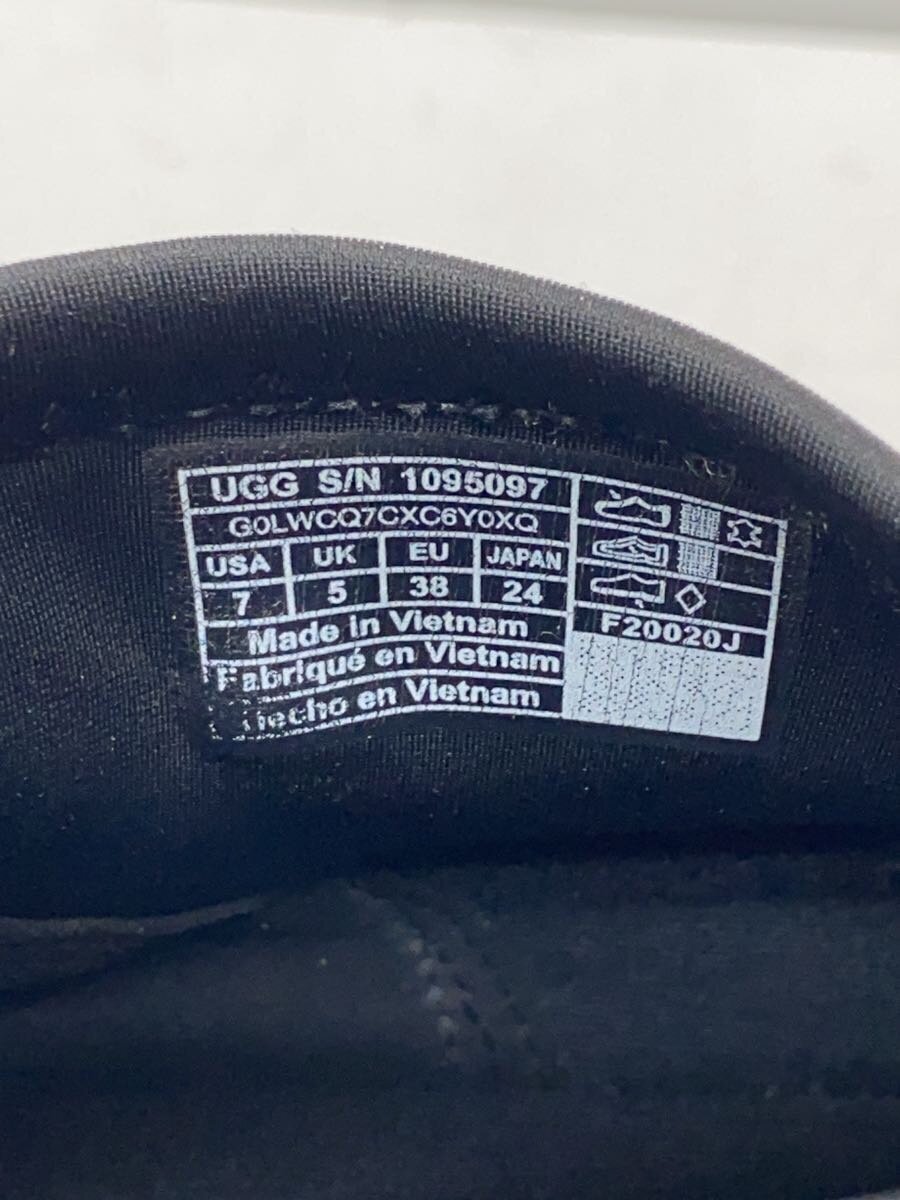 UGG S/N 1095097
G0LWCQ7CXC6Y0XQ
USA UK EU JAPAN
7 5 38 24
Made in Vietnam
Fabriqué en Vietnam
Hecho en Vietnam
F20020J